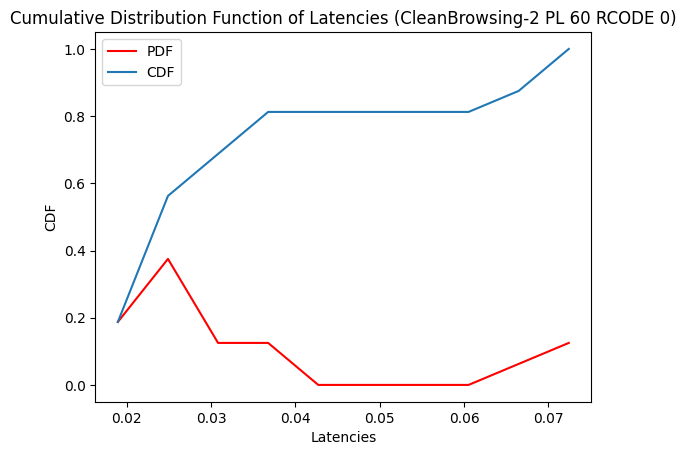 Cumulative Distribution Function of Latencies (CleanBrowsing-2 PL 60 RCODE 0)
PDF
CDF
1.0
0.8
0.6
0.4
0.2
0.0
CDF
0.02 0.03 0.04 0.05 0.06 0.07
Latencies